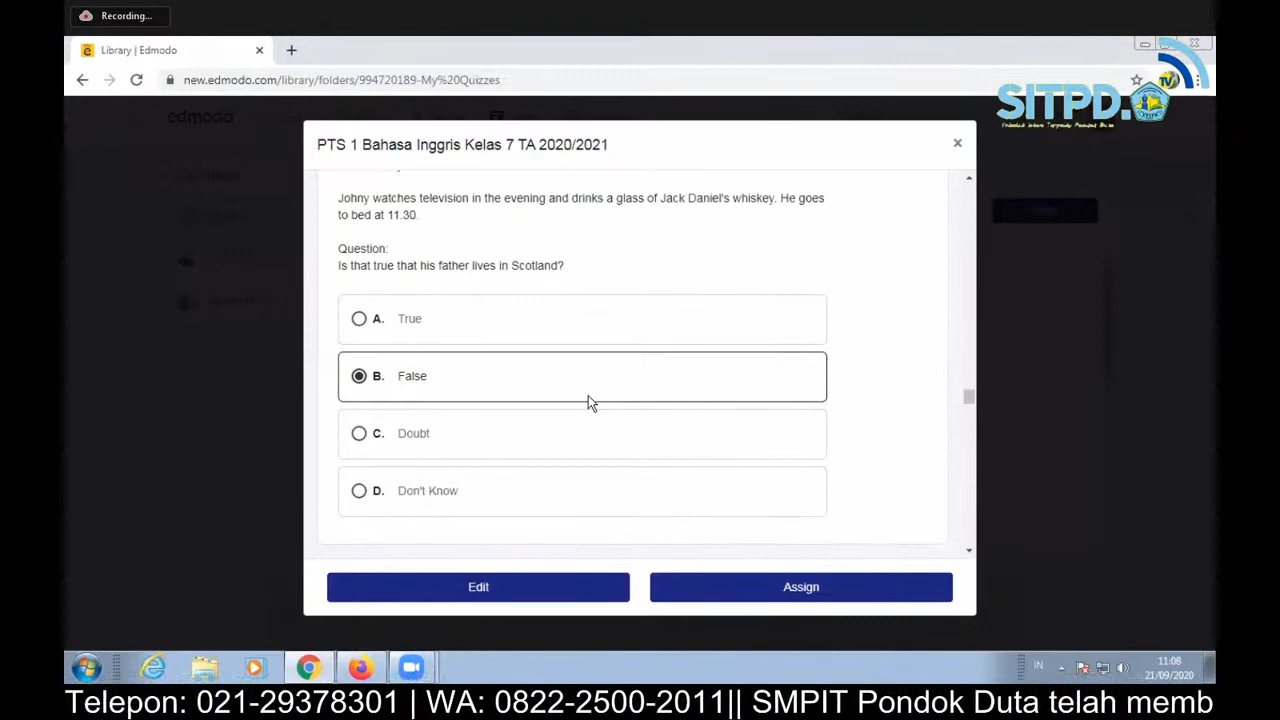 Recording...
Library | Edmodo
new.edmodo.com/library/folders/994720189-My%20Quizzes
TV
SITPD.
edmodo
PTS 1 Bahasa Inggris Kelas 7 TA 2020/2021
Johny watches television in the evening and drinks a glass of Jack Daniel's whiskey. He goes
to bed at 11.30.
Question:
Is that true that his father lives in Scotland?
A. True
B. False
C. Doubt
D. Don't Know
Edit
Assign
IN
11:08
21/09/2020
Telepon: 021-29378301 | WA: 0822-2500-2011|| SMPIT Pondok Duta telah memb